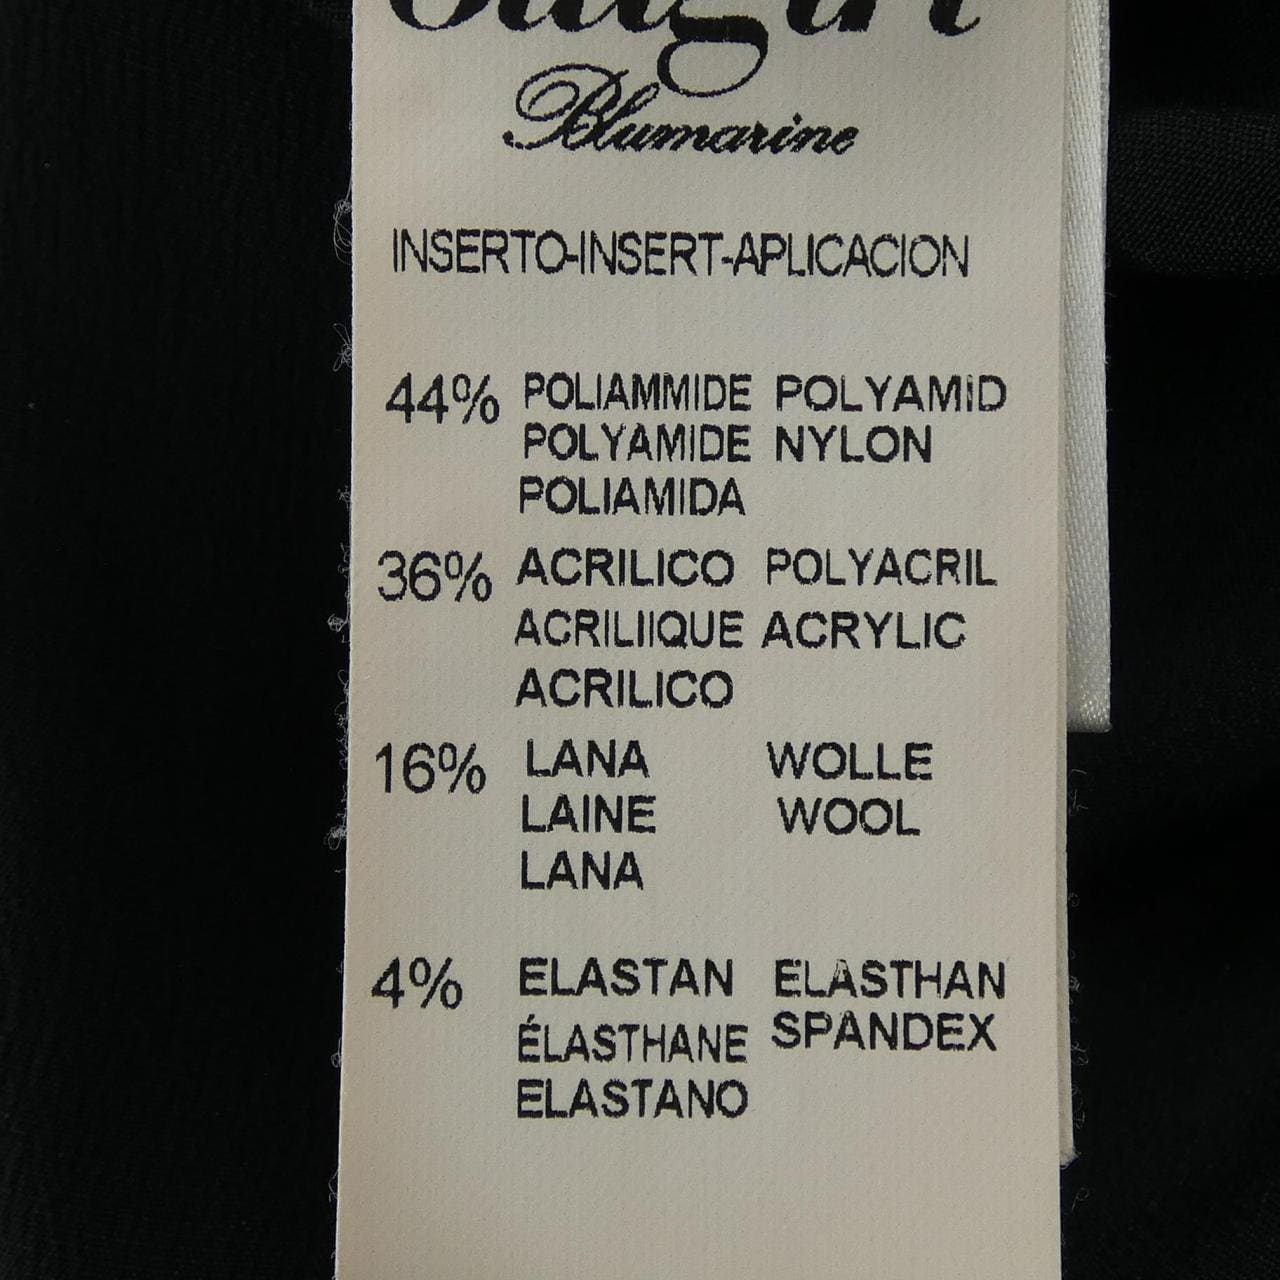 Blugirl
Blumarine
INSERTO-INSERT-APLICACION
44% POLIAMMIDE POLYAMID
POLYAMIDE NYLON
POLIAMIDA
36% ACRILICO POLYACRIL
ACRILIIQUE ACRYLIC
ACRILICO
16% LANA WOLLE
LAINE WOOL
LANA
4% ELASTAN ELASTHAN
ÉLASTHANE SPANDEX
ELASTANO